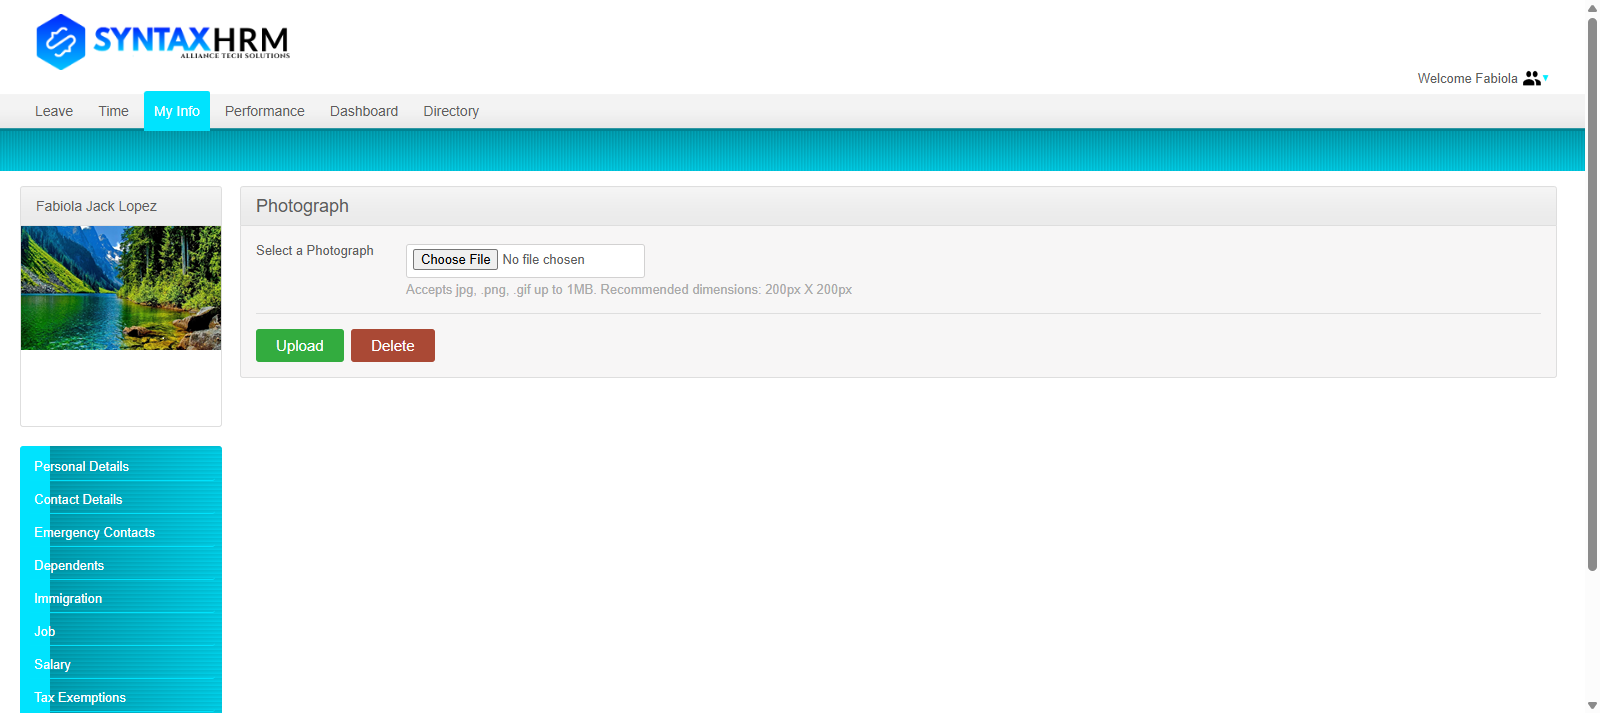 SYNTAXHRM
ALLIANCE TECH SOLUTIONS
Welcome Fabiola
Leave Time My Info Performance Dashboard Directory
Fabiola Jack Lopez
Photograph
Select a Photograph
Choose File No file chosen
Accepts jpg, .png, .gif up to 1MB. Recommended dimensions: 200px X 200px
Upload Delete
Personal Details
Contact Details
Emergency Contacts
Dependents
Immigration
Job
Salary
Tax Exemptions